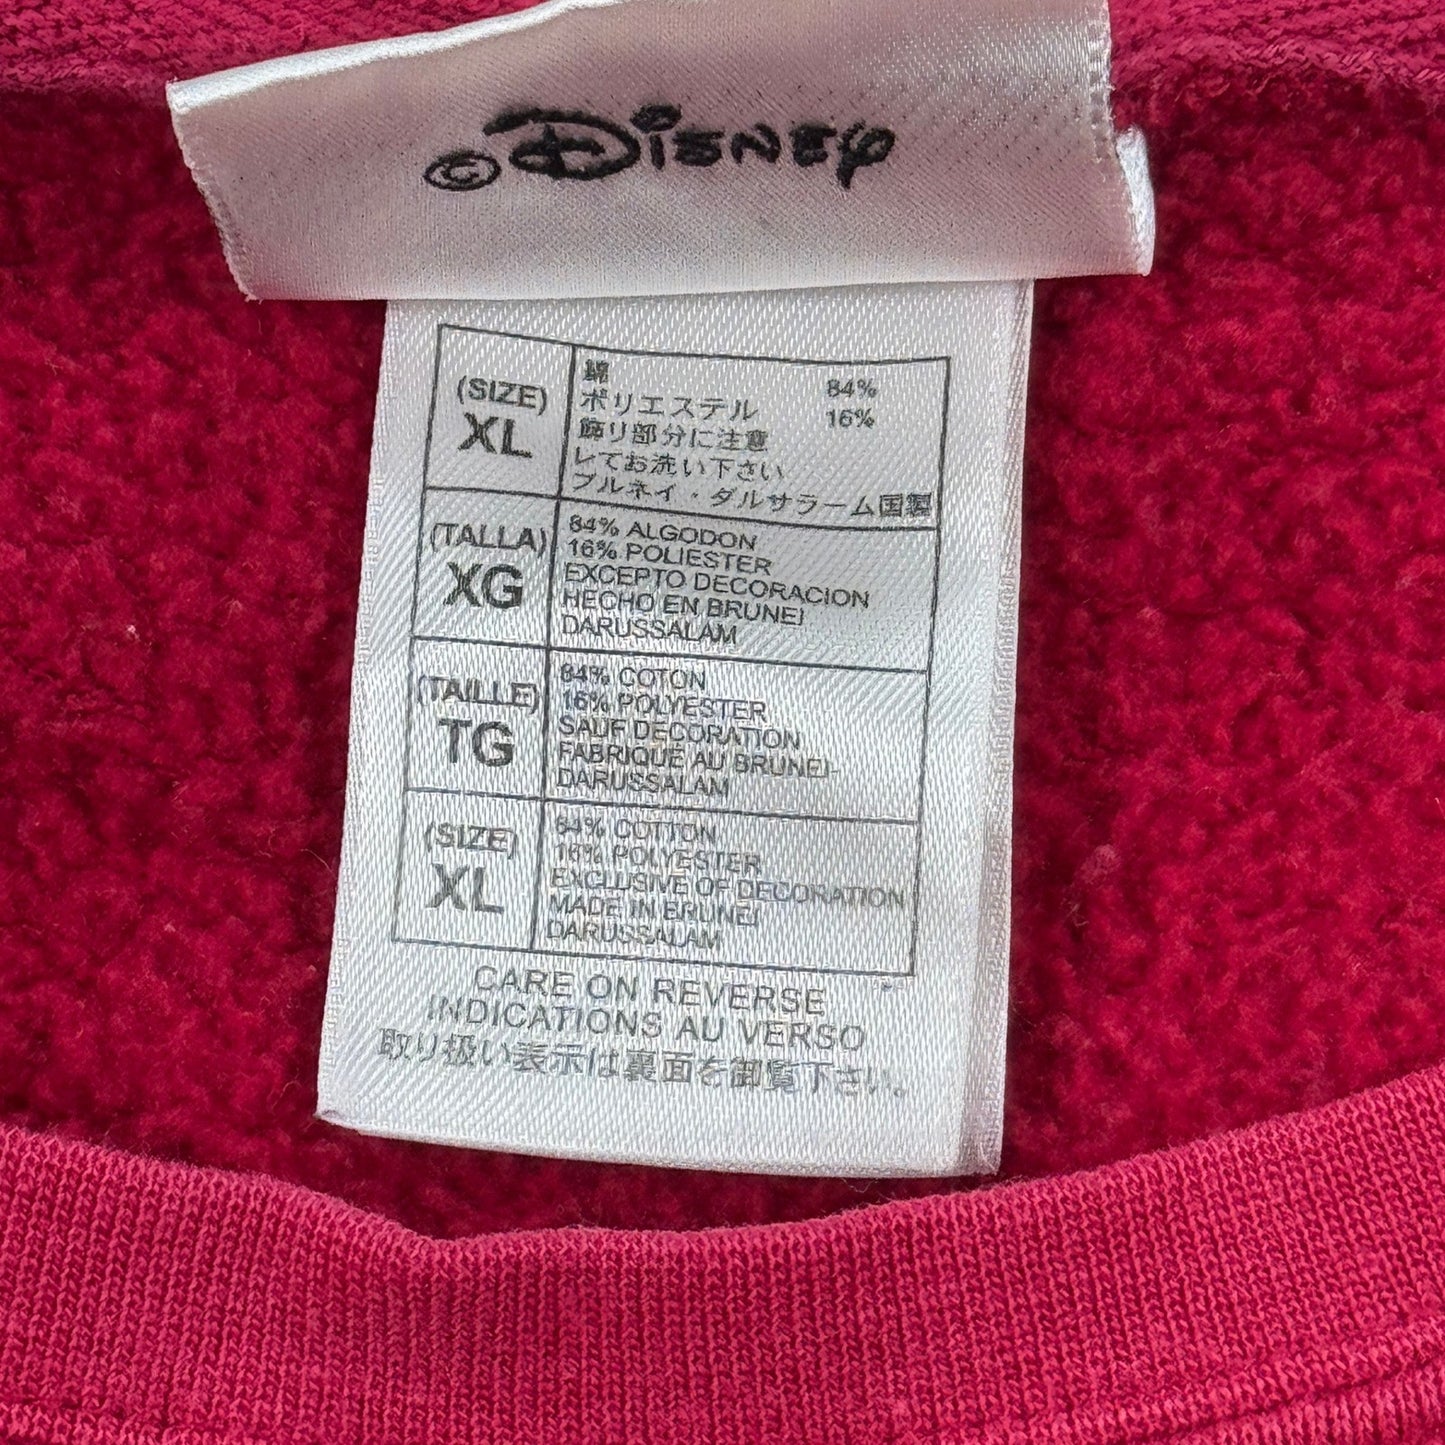 © Disney
(SIZE)
XL
綿 84%
ポリエステル 16%
飾り部分に注意
してお洗い下さい
ブルネイ・ダルサラーム国製
(TALLA)
XG
84% ALGODON
16% POLIESTER
EXCEPTO DECORACION
HECHO EN BRUNEI
DARUSSALAM
(TAILLE)
TG
84% COTON
16% POLYESTER
SAUF DECORATION
FABRIQUE AU BRUNEI-
DARUSSALAM
(SIZE)
XL
84% COTTON
16% POLYESTER
EXCLUSIVE OF DECORATION
MADE IN BRUNEI
DARUSSALAM
CARE ON REVERSE
INDICATIONS AU VERSO
取り扱い表示は裏面を御覧下さい。